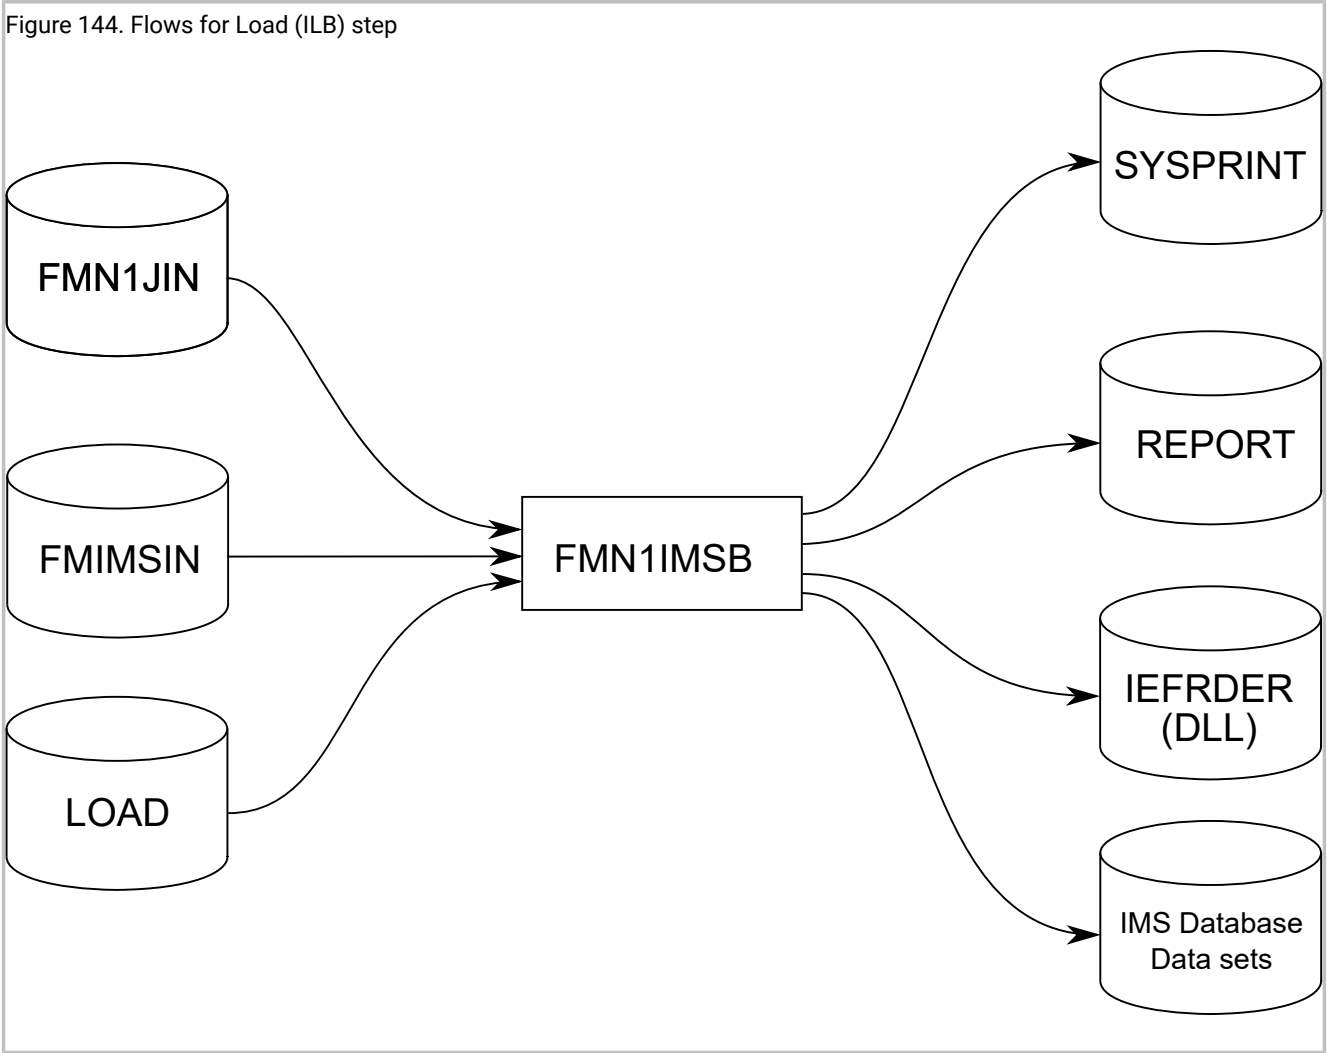 Figure 144. Flows for Load (ILB) step
FMN1JIN
FMIMSIN
LOAD
FMN1IMSB
SYSPRINT
REPORT
IEFRDER
(DLL)
IMS Database
Data sets